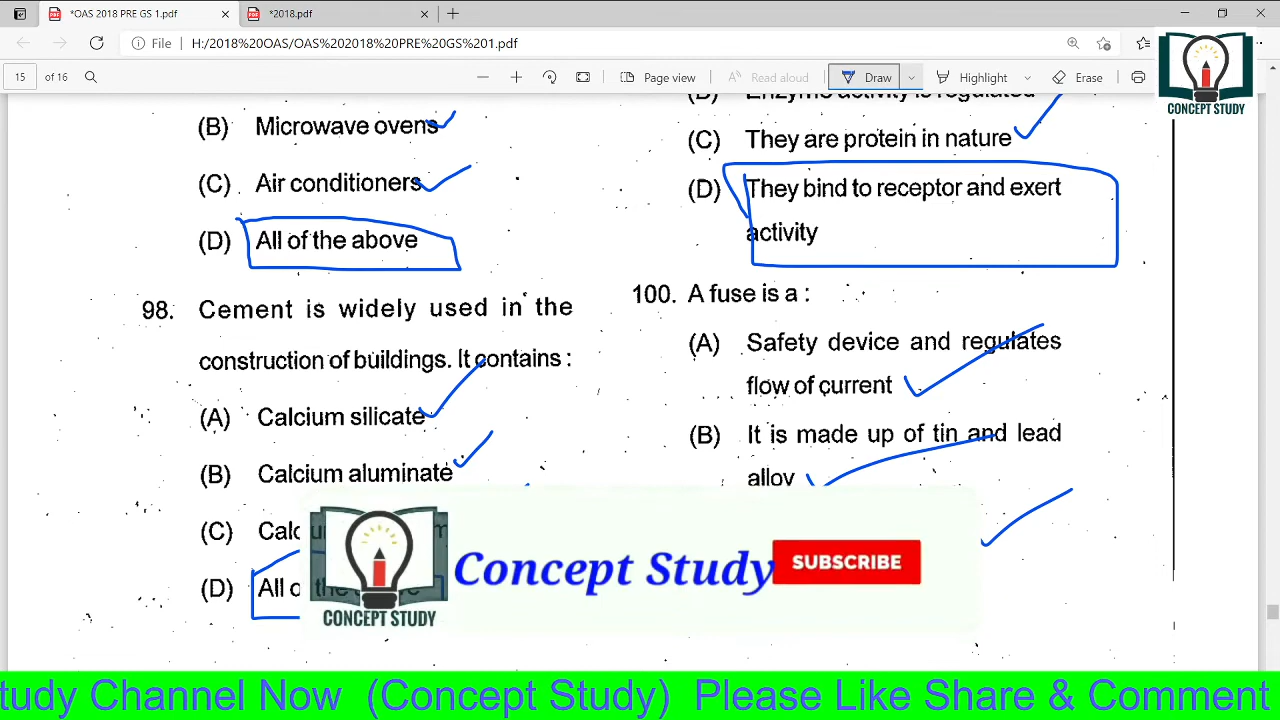 *OAS 2018 PRE GS 1.pdf
*2018.pdf
File H:/2018%20OAS/OAS%202018%20PRE%20GS%201.pdf
15 of 16
Page view
Read aloud
Draw
Highlight
Erase
CONCEPT STUDY
(B) Microwave ovens
(C) Air conditioners
(D) All of the above
98. Cement is widely used in the
construction of buildings. It contains :
(A) Calcium silicate
(B) Calcium aluminate
(C)
(D) All
(B) Enzyme activity is regulated
(C) They are protein in nature
(D) They bind to receptor and exert
activity
100. A fuse is a :
(A) Safety device and regulates
flow of current
(B) It is made up of tin and lead
alloy
CONCEPT STUDY
Concept Study
SUBSCRIBE
Channel Now (Concept Study) Please Like Share & Comment